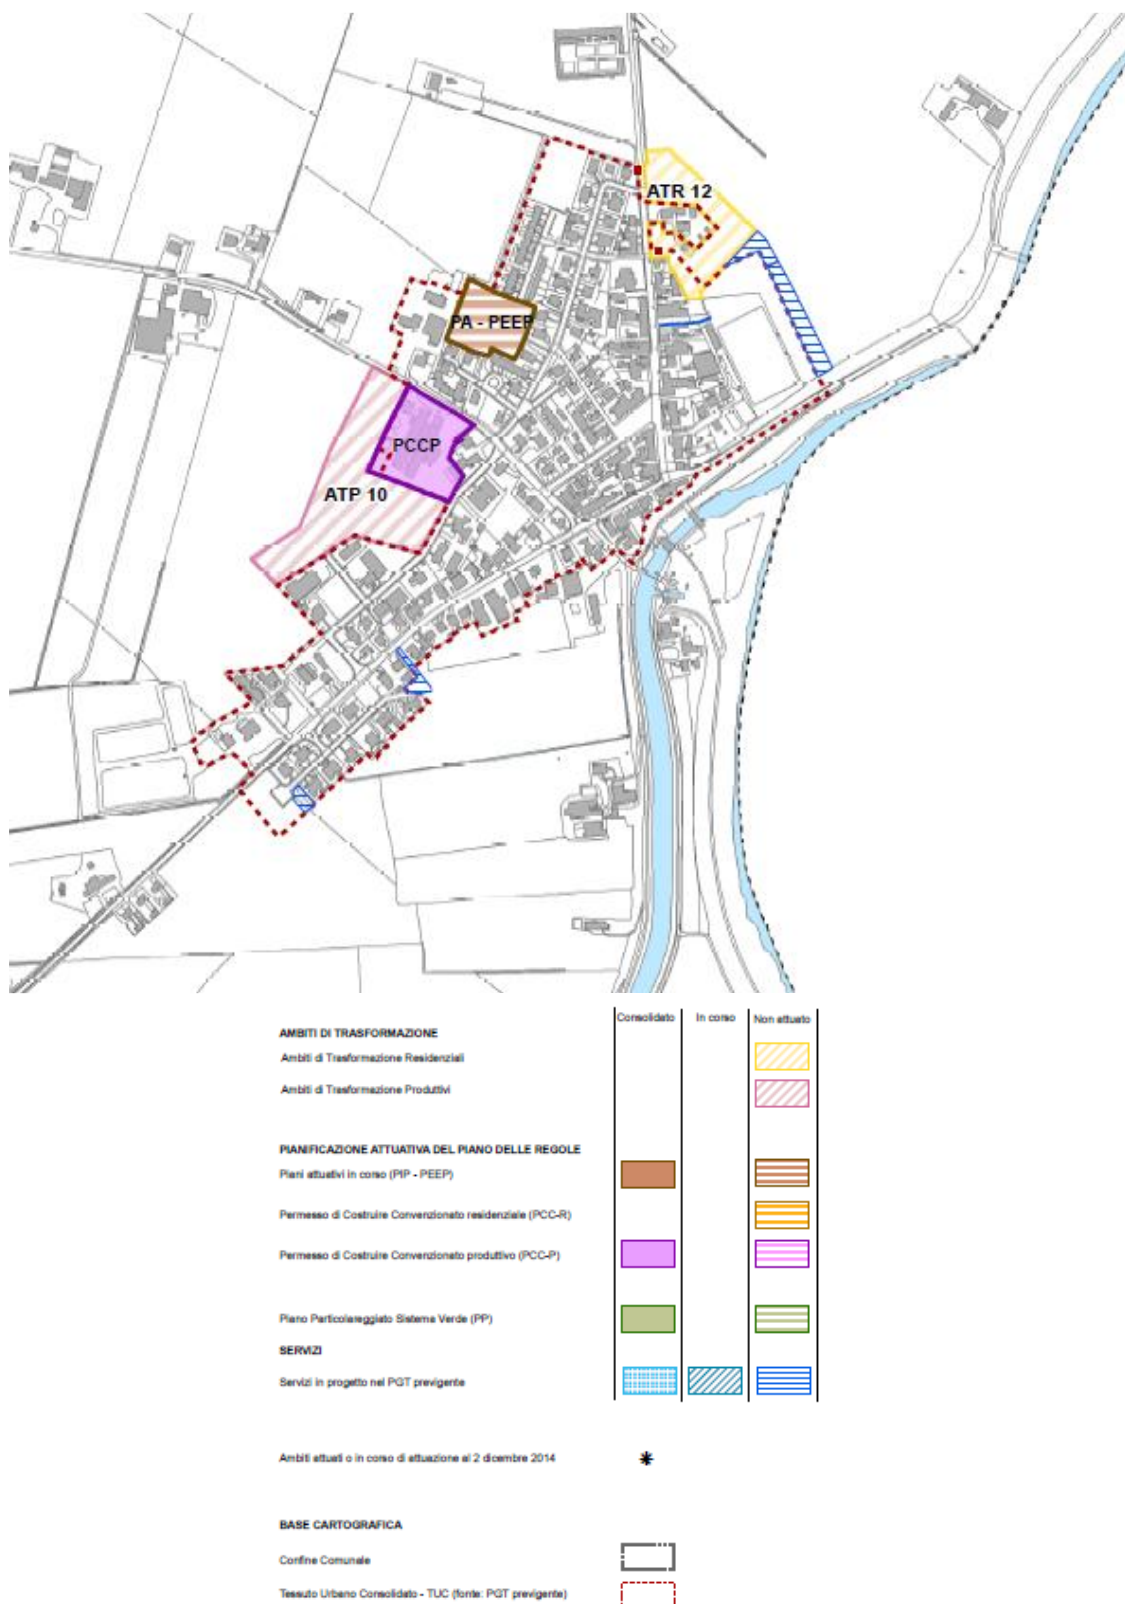 ATR 12
PA - PEEP
PCCP
ATP 10
Consolidato In corso Non attuato
AMBITI DI TRASFORMAZIONE
Ambiti di Trasformazione Residenziali
Ambiti di Trasformazione Produttivi
PIANIFICAZIONE ATTUATIVA DEL PIANO DELLE REGOLE
Piani attuativi in corso (PIP - PEEP)
Permesso di Costruire Convenzionato residenziale (PCC-R)
Permesso di Costruire Convenzionato produttivo (PCC-P)
Piano Particolareggiato Sistema Verde (PP)
SERVIZI
Servizi in progetto nel PGT previgente
Ambiti attuati o in corso di attuazione al 2 dicembre 2014
BASE CARTOGRAFICA
Confine Comunale
Tessuto Urbano Consolidato - TUC (fonte: PGT previgente)